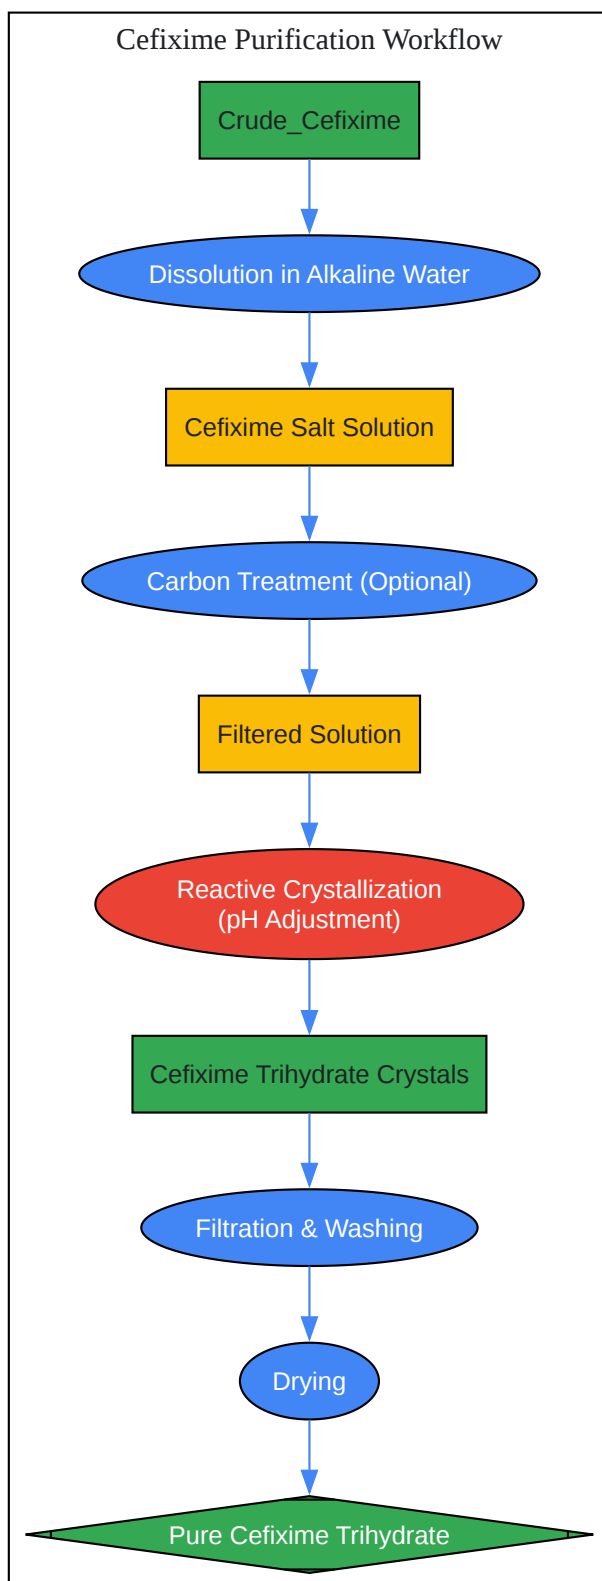 Cefixime Purification Workflow
Crude_Cefixime
Dissolution in Alkaline Water
Cefixime Salt Solution
Carbon Treatment (Optional)
Filtered Solution
Reactive Crystallization
(pH Adjustment)
Cefixime Trihydrate Crystals
Filtration & Washing
Drying
Pure Cefixime Trihydrate